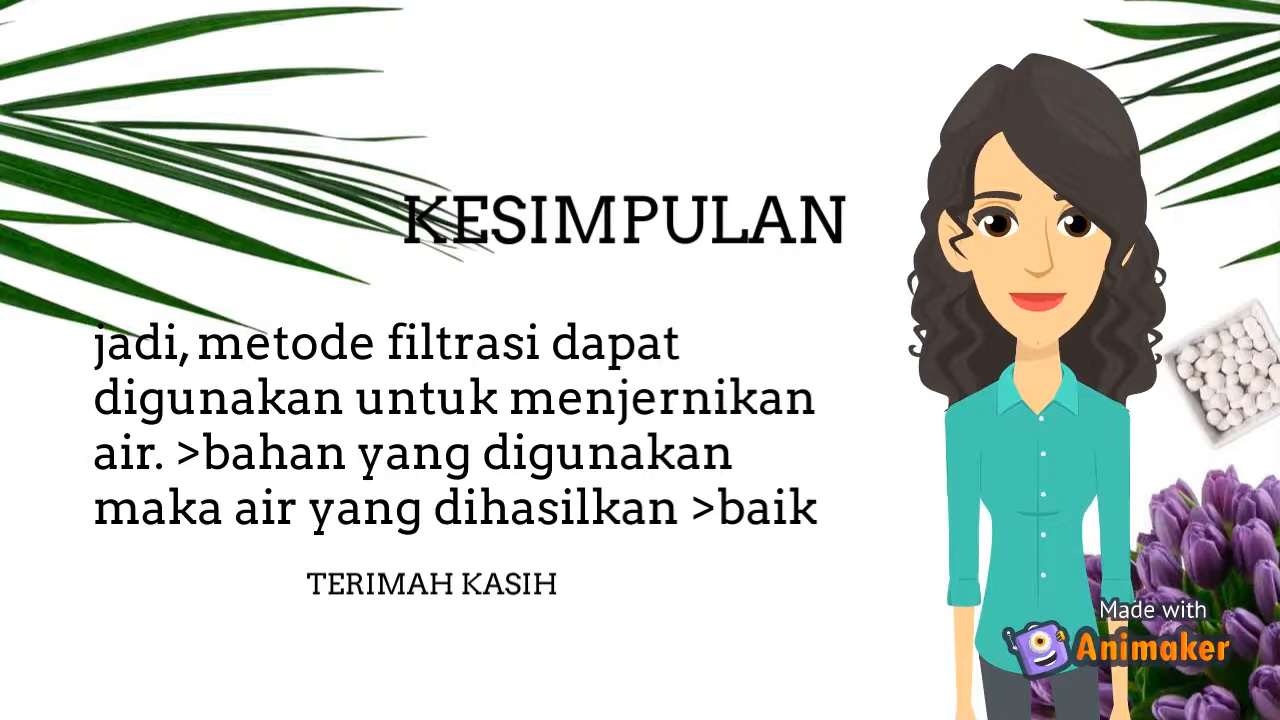 KESIMPULAN
jadi, metode filtrasi dapat
digunakan untuk menjernikan
air. >bahan yang digunakan
maka air yang dihasilkan >baik
TERIMAH KASIH
Made with
Animaker